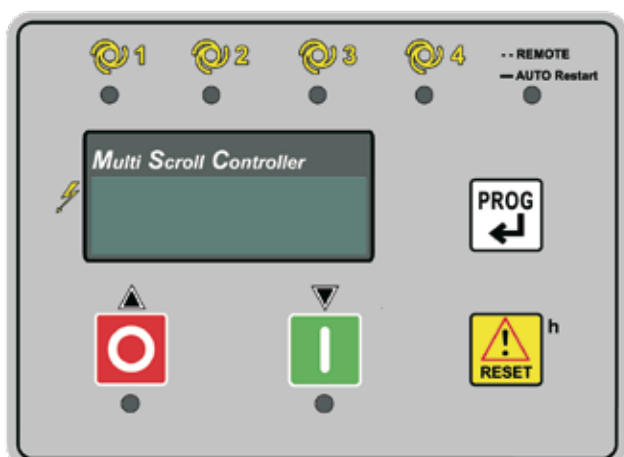 1 2 3 4
-- REMOTE
— AUTO Restart
Multi Scroll Controller
PROG
h
RESET